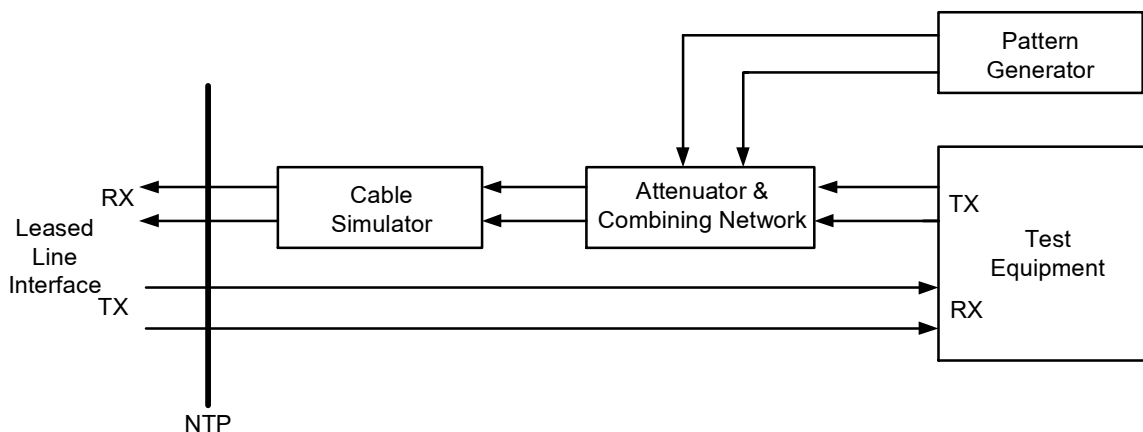 Pattern
Generator
RX
Leased
Line
Interface
TX
Cable
Simulator
Attenuator &
Combining Network
TX
Test
Equipment
RX
NTP